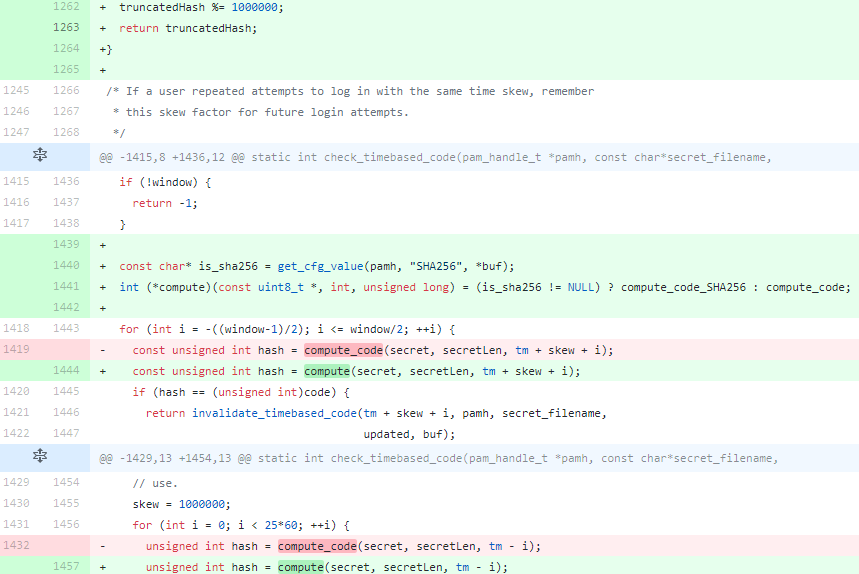 1262 + truncatedHash %= 1000000;
1263 + return truncatedHash;
1264 +}
1265 +
1245 1266 /* If a user repeated attempts to log in with the same time skew, remember
1246 1267 * this skew factor for future login attempts.
1247 1268 */
@@ -1415,8 +1436,12 @@ static int check_timebased_code(pam_handle_t *pamh, const char*secret_filename,
1415 1436 if (!window) {
1416 1437 return -1;
1417 1438 }
1439 +
1440 + const char* is_sha256 = get_cfg_value(pamh, "SHA256", *buf);
1441 + int (*compute)(const uint8_t *, int, unsigned long) = (is_sha256 != NULL) ? compute_code_SHA256 : compute_code;
1442 +
1418 1443 for (int i = -((window-1)/2); i <= window/2; ++i) {
1419 - const unsigned int hash = compute_code(secret, secretLen, tm + skew + i);
1444 + const unsigned int hash = compute(secret, secretLen, tm + skew + i);
1420 1445 if (hash == (unsigned int)code) {
1421 1446 return invalidate_timebased_code(tm + skew + i, pamh, secret_filename,
1422 1447 updated, buf);
@@ -1429,13 +1454,13 @@ static int check_timebased_code(pam_handle_t *pamh, const char*secret_filename,
1429 1454 // use.
1430 1455 skew = 1000000;
1431 1456 for (int i = 0; i < 25*60; ++i) {
1432 - unsigned int hash = compute_code(secret, secretLen, tm - i);
1457 + unsigned int hash = compute(secret, secretLen, tm - i);